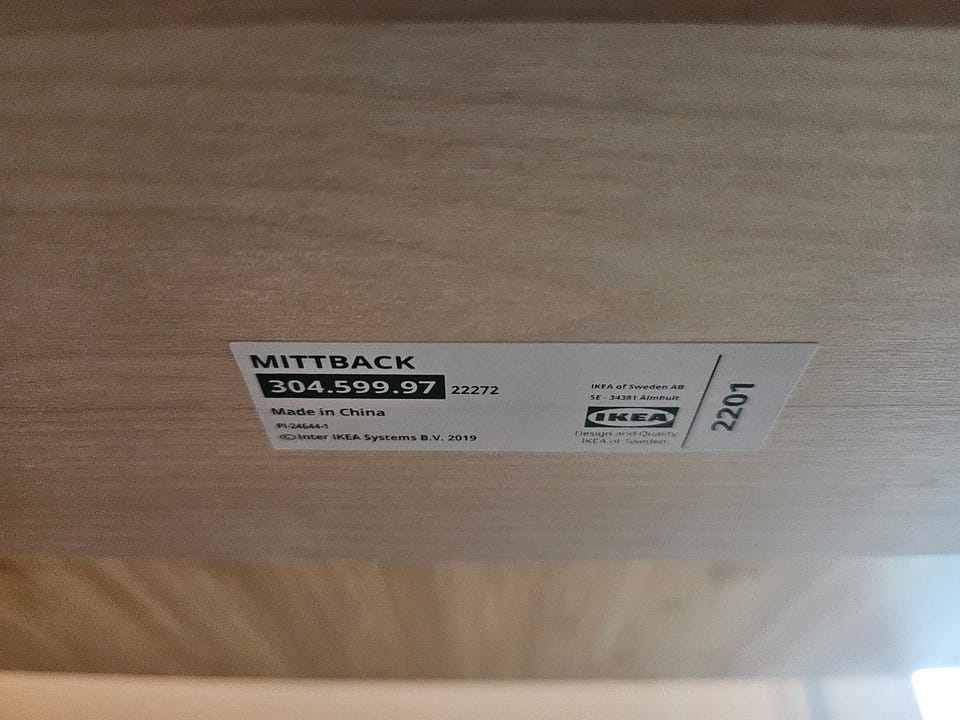 MITTBACK
304.599.97 22272
Made in China
PI-24644-1
© Inter IKEA Systems B.V. 2019
IKEA of Sweden AB
SE - 34381 Älmhult
IKEA
Design and Quality
IKEA of Sweden
2201